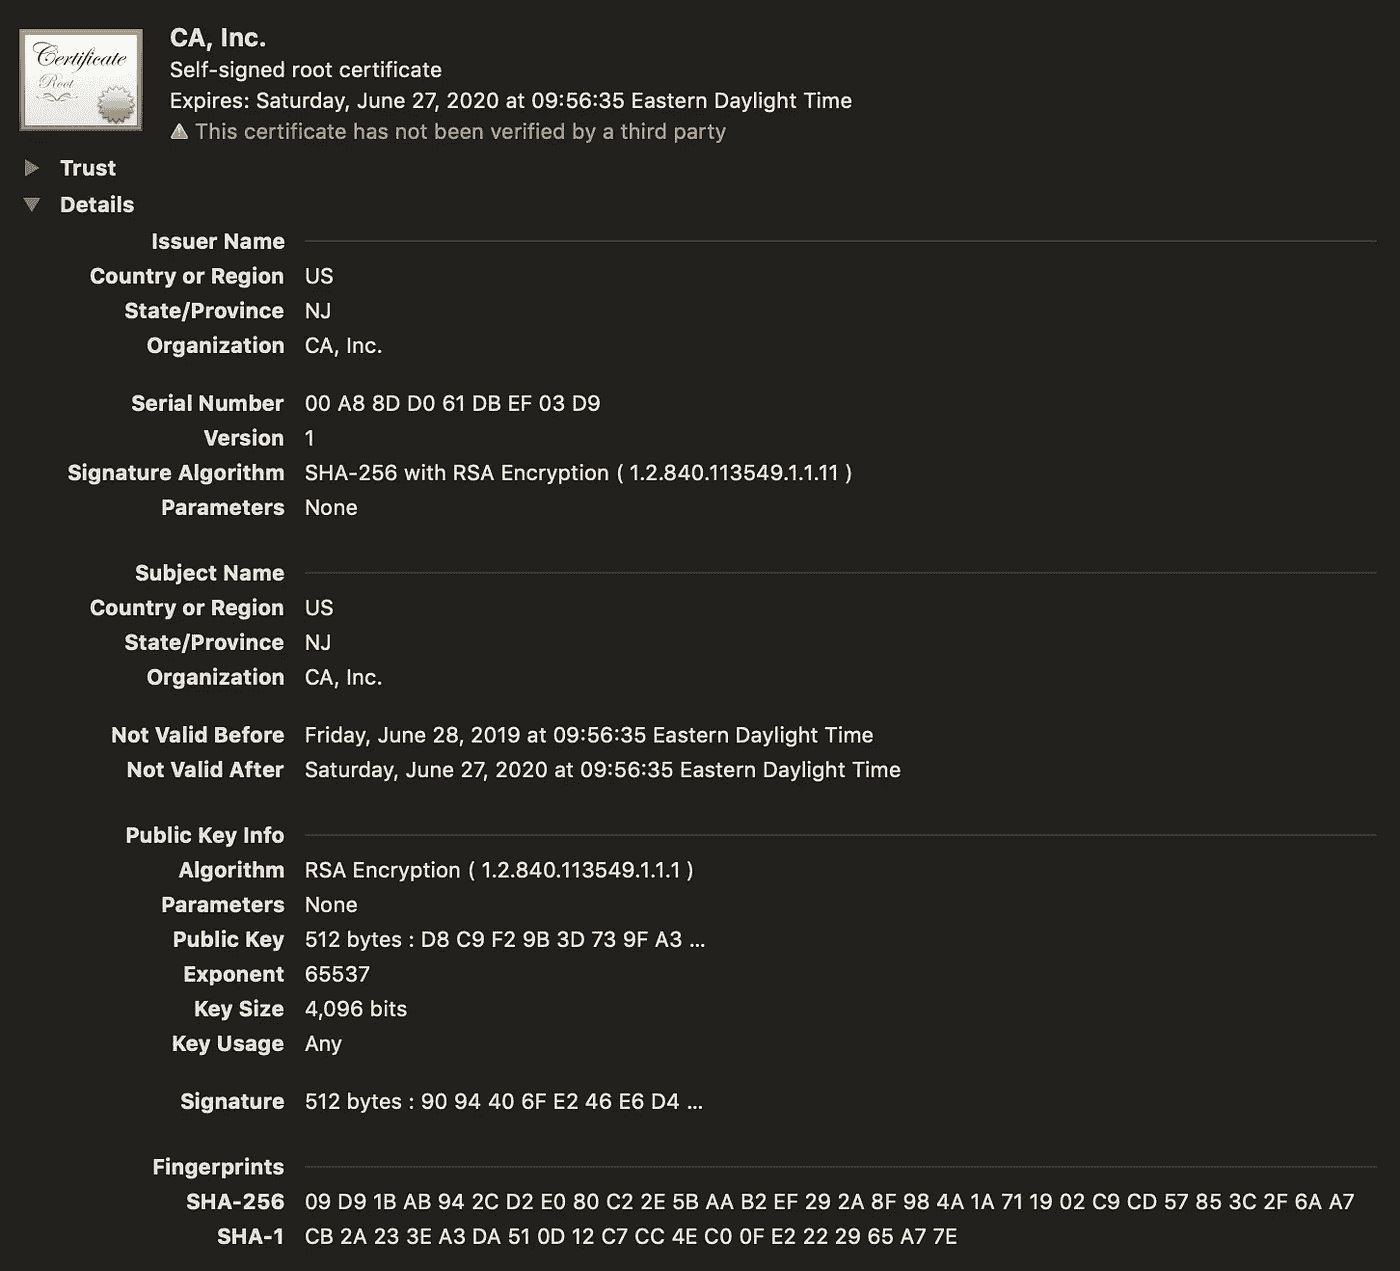 Certificate
Root
CA, Inc.
Self-signed root certificate
Expires: Saturday, June 27, 2020 at 09:56:35 Eastern Daylight Time
This certificate has not been verified by a third party
Trust
Details
Issuer Name
Country or Region US
State/Province NJ
Organization CA, Inc.
Serial Number 00 A8 8D D0 61 DB EF 03 D9
Version 1
Signature Algorithm SHA-256 with RSA Encryption ( 1.2.840.113549.1.1.11 )
Parameters None
Subject Name
Country or Region US
State/Province NJ
Organization CA, Inc.
Not Valid Before Friday, June 28, 2019 at 09:56:35 Eastern Daylight Time
Not Valid After Saturday, June 27, 2020 at 09:56:35 Eastern Daylight Time
Public Key Info
Algorithm RSA Encryption ( 1.2.840.113549.1.1.1 )
Parameters None
Public Key 512 bytes : D8 C9 F2 9B 3D 73 9F A3 ...
Exponent 65537
Key Size 4,096 bits
Key Usage Any
Signature 512 bytes : 90 94 40 6F E2 46 E6 D4 ...
Fingerprints
SHA-256 09 D9 1B AB 94 2C D2 E0 80 C2 2E 5B AA B2 EF 29 2A 8F 98 4A 1A 71 19 02 C9 CD 57 85 3C 2F 6A A7
SHA-1 CB 2A 23 3E A3 DA 51 0D 12 C7 CC 4E C0 0F E2 22 29 65 A7 7E